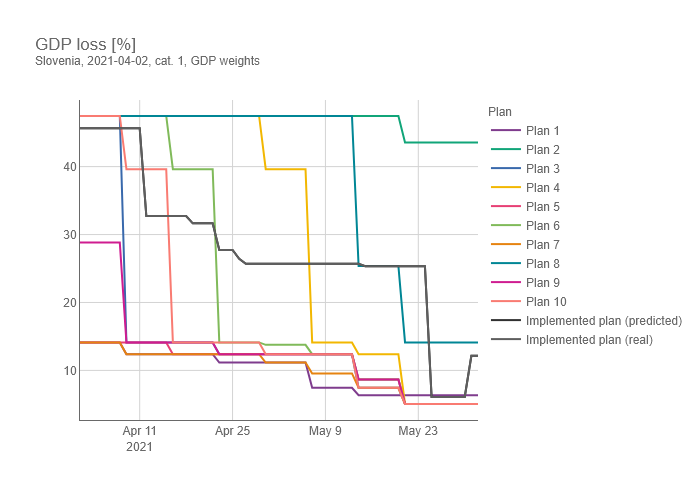 GDP loss [%]
Slovenia, 2021-04-02, cat. 1, GDP weights
40
30
20
10
Apr 11
2021
Apr 25
May 9
May 23
Plan
Plan 1
Plan 2
Plan 3
Plan 4
Plan 5
Plan 6
Plan 7
Plan 8
Plan 9
Plan 10
Implemented plan (predicted)
Implemented plan (real)